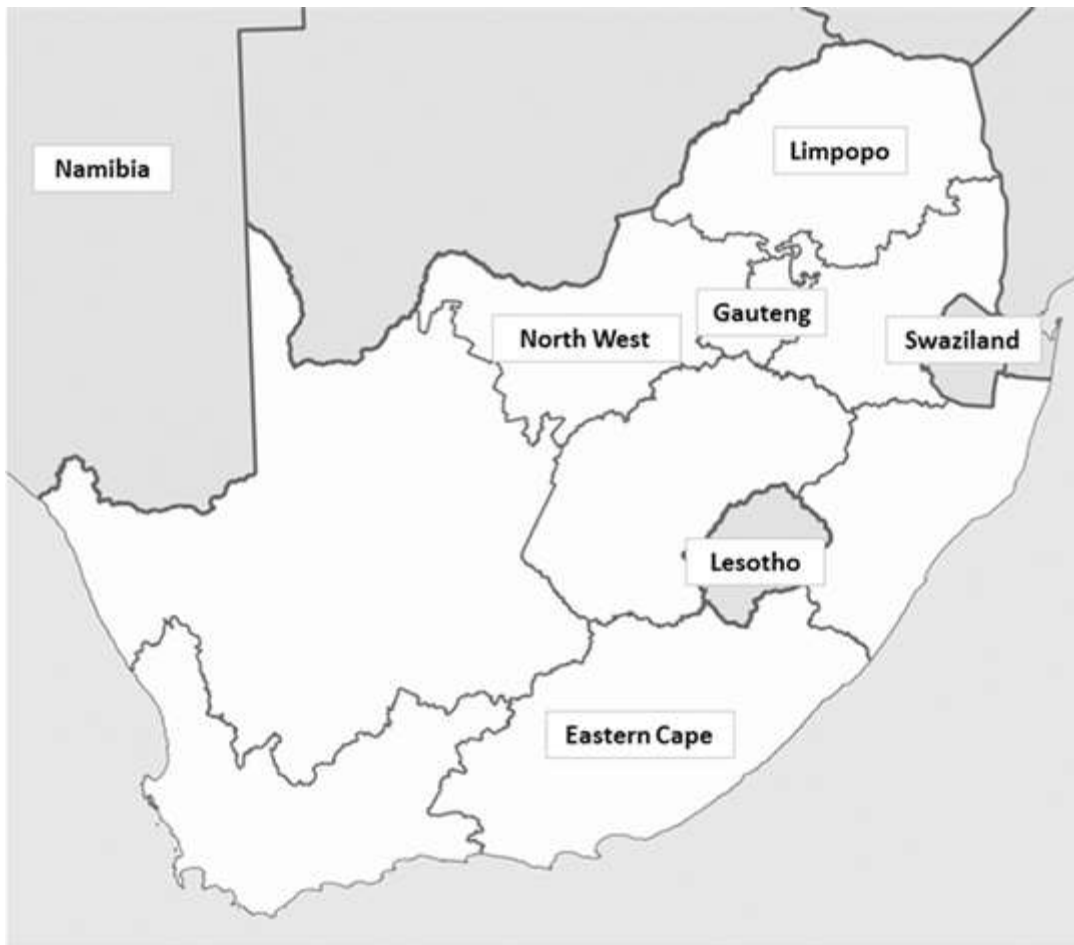 Limpopo
Namibia
Gauteng
North West
Swaziland
Lesotho
Eastern Cape